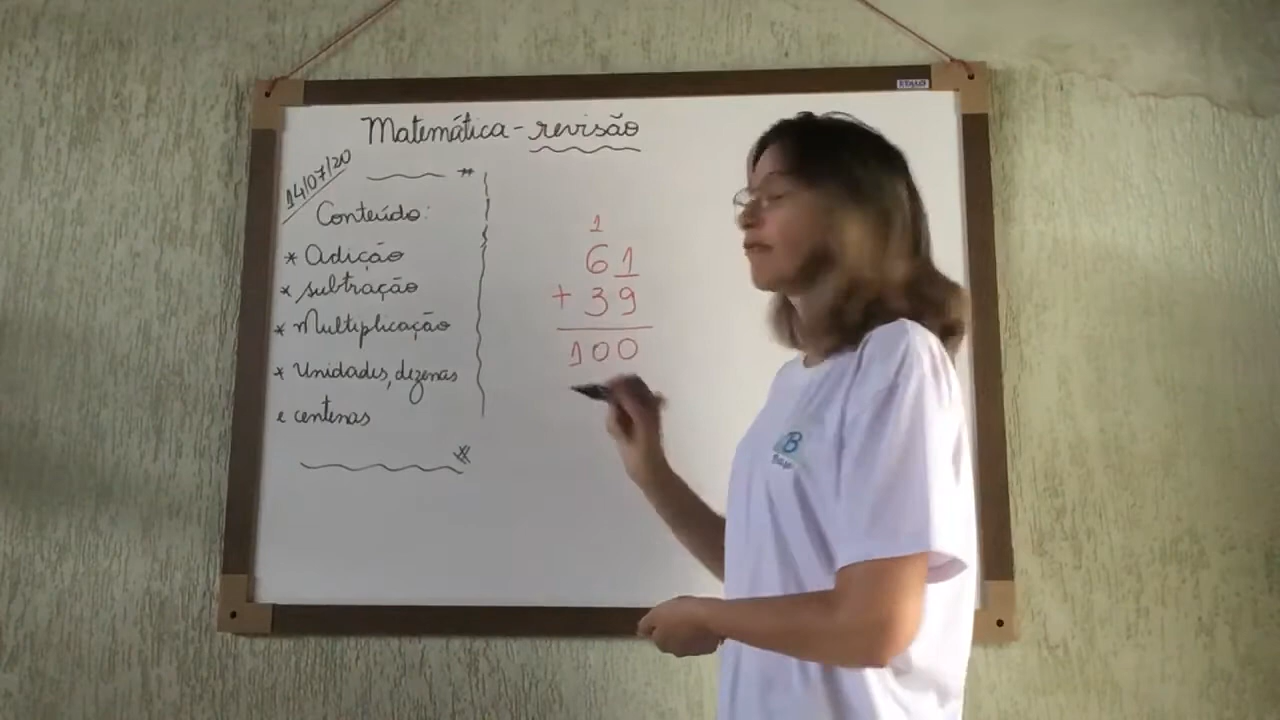 Matemática - revisão
14/07/20
Conteúdo:
* Adição
* subtração
* Multiplicação
* Unidades, dezenas
e centenas
1
61
+ 39
100